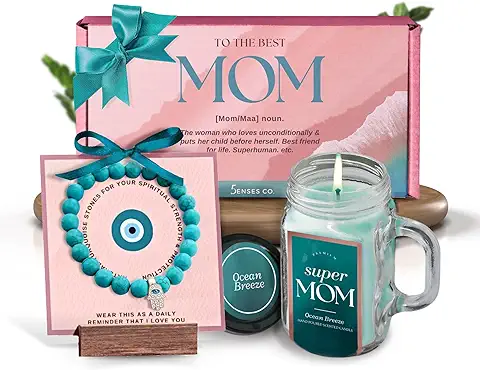 TO THE BEST
MOM
[Mom/Maa] noun.
The woman who loves unconditionally &
puts her child before herself. Best friend
for life. Superhuman. etc.
5ENSES CO.
TURQUOISE STONES FOR YOUR SPIRITUAL STRENGTH & PROTECTION
WEAR THIS AS A DAILY
REMINDER THAT I LOVE YOU
Ocean
Breeze
PREMIUM
super
MOM
Ocean Breeze
HAND POURED SCENTED CANDLE